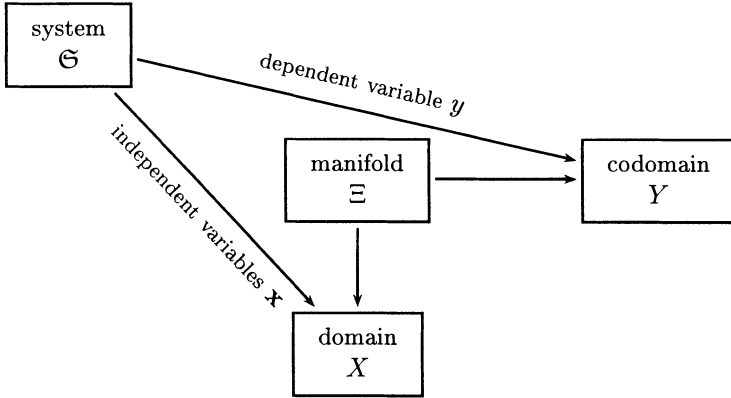 system
𝔖
dependent variable y
independent variables x
manifold
Ξ
codomain
Y
domain
X